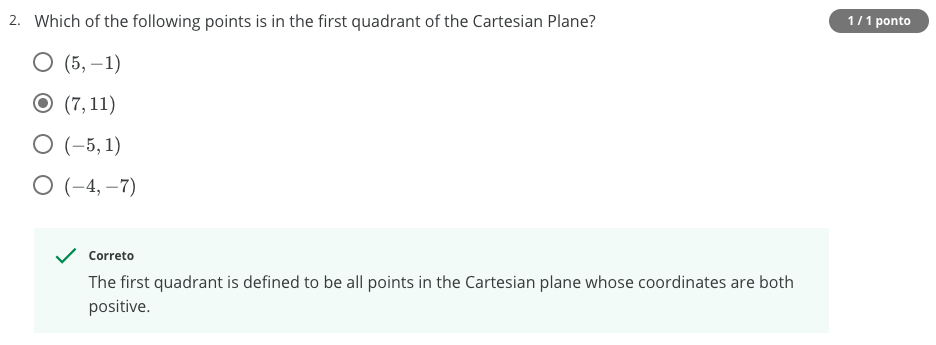 2. Which of the following points is in the first quadrant of the Cartesian Plane?
1 / 1 ponto
(5, −1)
(7, 11)
(−5, 1)
(−4, −7)
Correto
The first quadrant is defined to be all points in the Cartesian plane whose coordinates are both
positive.